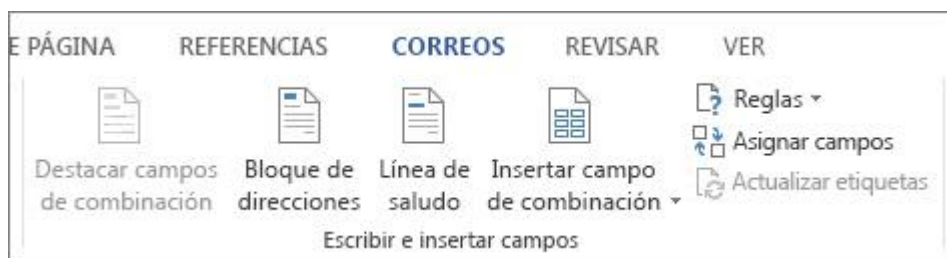 E PÁGINA REFERENCIAS CORREOS REVISAR VER
Destacar campos
de combinación
Bloque de
direcciones
Línea de
saludo
Insertar campo
de combinación
Reglas
Asignar campos
Actualizar etiquetas
Escribir e insertar campos